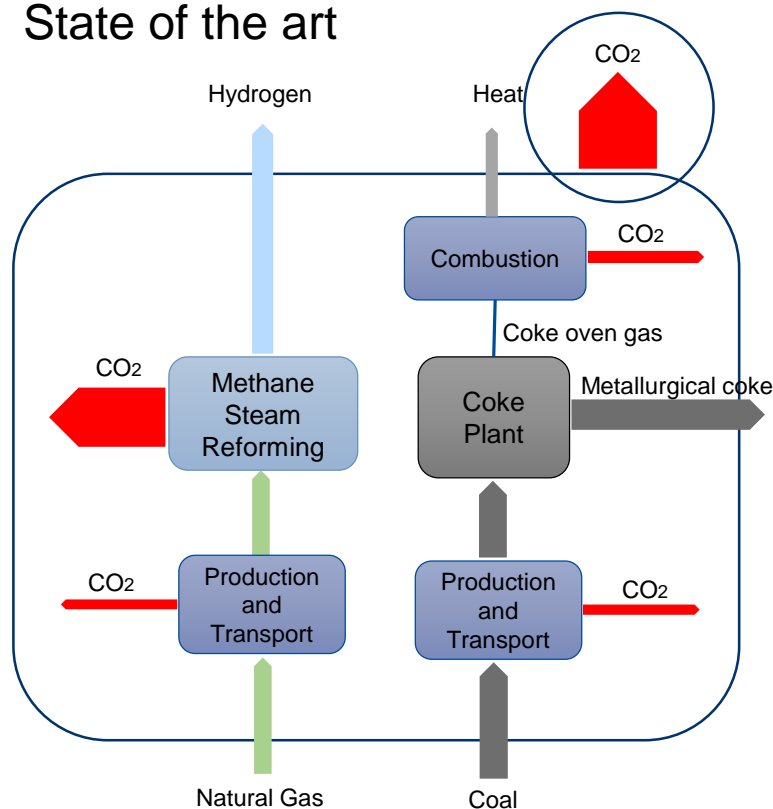 State of the art
CO2
Hydrogen
Heat
CO2
Combustion
Coke oven gas
CO2
Methane
Steam
Reforming
Coke
Plant
Metallurgical coke
CO2
Production
and
Transport
Production
and
Transport
CO2
Natural Gas
Coal